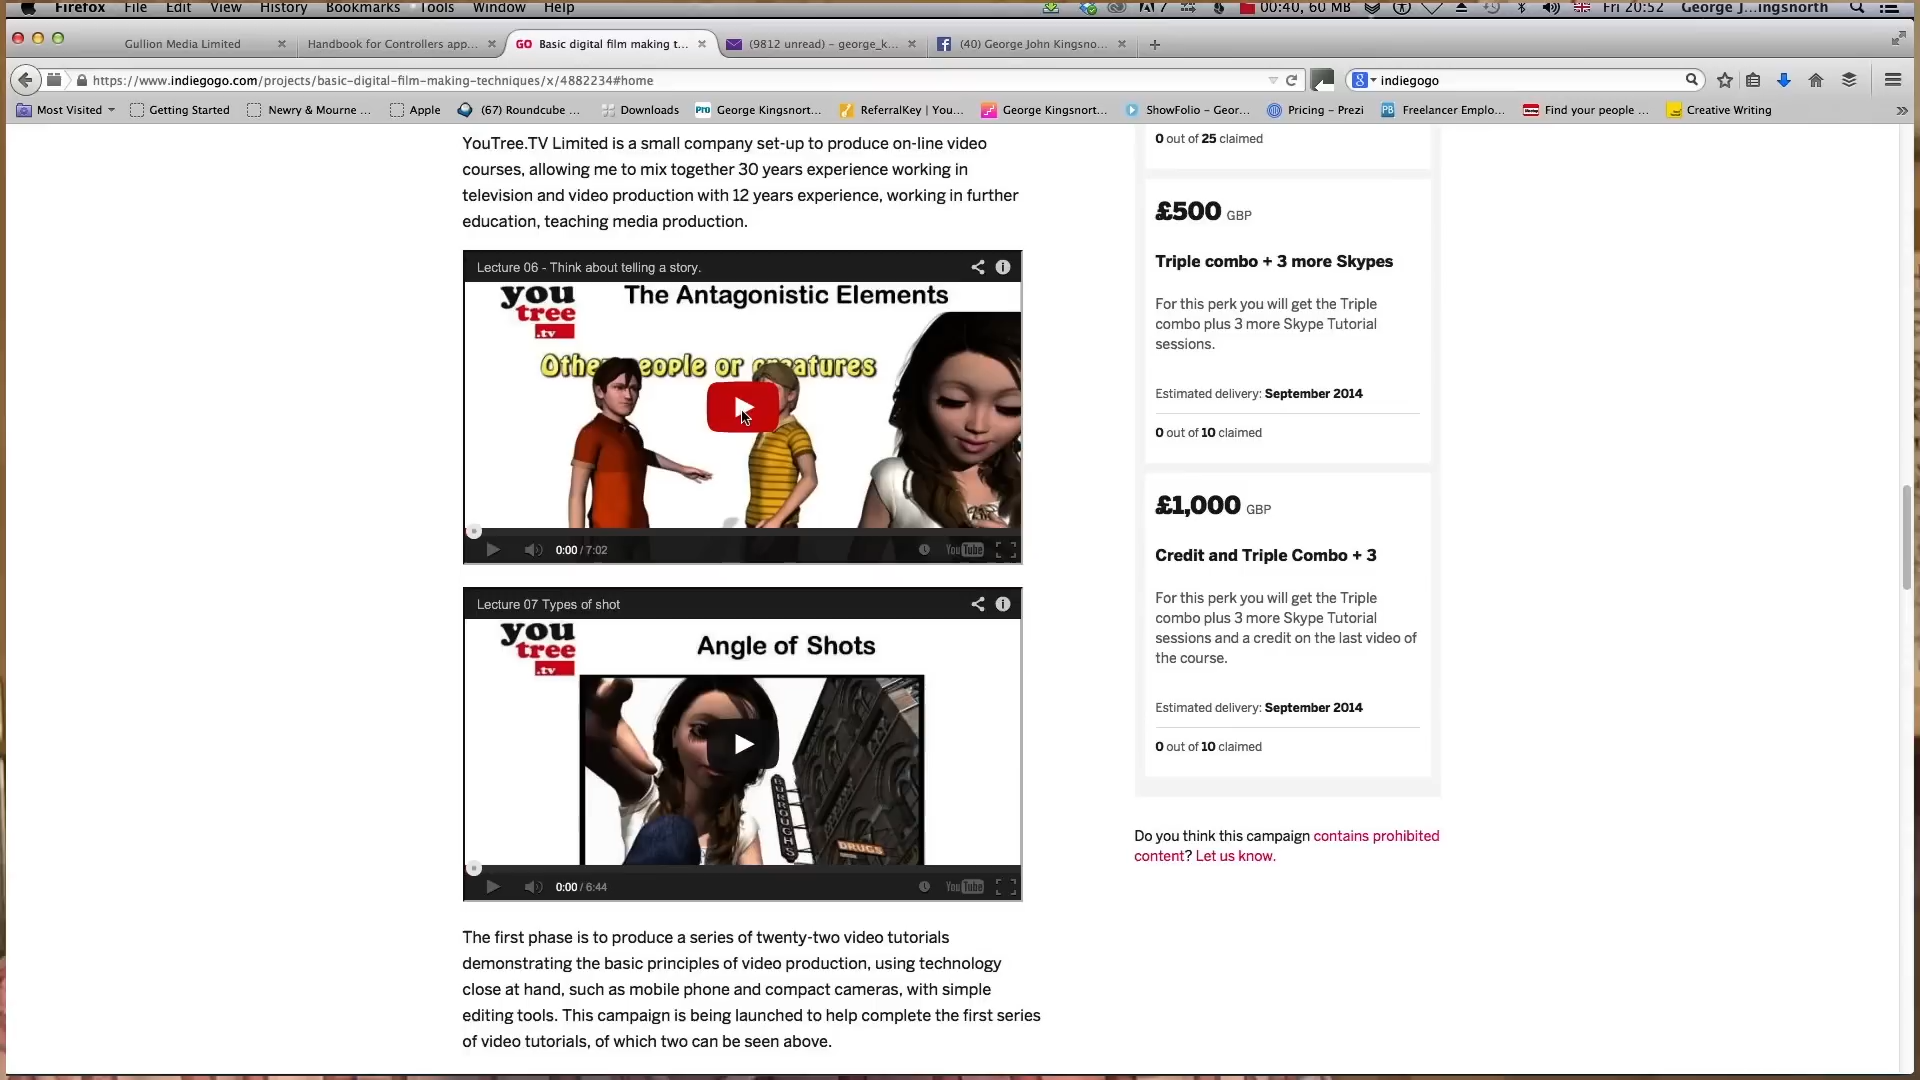 Firefox File Edit View History Bookmarks Tools Window Help 7 00:40, 60 MB Fri 20:52 George J...ingsnorth
Gullion Media Limited
Handbook for Controllers app...
GO Basic digital film making t...
(9812 unread) - george_k...
(40) George John Kingsno...
https://www.indiegogo.com/projects/basic-digital-film-making-techniques/x/4882234#home
indiegogo
Most Visited
Getting Started
Newry & Mourne ...
Apple
(67) Roundcube ...
Downloads
Pro George Kingsnort...
ReferralKey | You...
George Kingsnort...
ShowFolio - Geor...
Pricing - Prezi
PB Freelancer Emplo...
Find your people ...
Creative Writing
YouTree.TV Limited is a small company set-up to produce on-line video
courses, allowing me to mix together 30 years experience working in
television and video production with 12 years experience, working in further
education, teaching media production.
Lecture 06 - Think about telling a story.
you
tree
.tv
The Antagonistic Elements
0:00 / 7:02
YouTube
Lecture 07 Types of shot
you
tree
.tv
Angle of Shots
BURROUGHS
DRUGS
0:00 / 6:44
YouTube
The first phase is to produce a series of twenty-two video tutorials
demonstrating the basic principles of video production, using technology
close at hand, such as mobile phone and compact cameras, with simple
editing tools. This campaign is being launched to help complete the first series
of video tutorials, of which two can be seen above.
0 out of 25 claimed
£500 GBP
Triple combo + 3 more Skypes
For this perk you will get the Triple
combo plus 3 more Skype Tutorial
sessions.
Estimated delivery: September 2014
0 out of 10 claimed
£1,000 GBP
Credit and Triple Combo + 3
For this perk you will get the Triple
combo plus 3 more Skype Tutorial
sessions and a credit on the last video of
the course.
Estimated delivery: September 2014
0 out of 10 claimed
Do you think this campaign contains prohibited
content? Let us know.